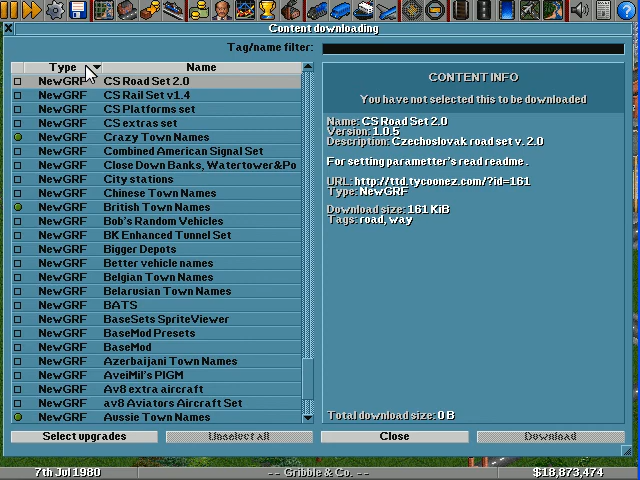 Content downloading
Tag/name filter:
Type Name
NewGRF CS Road Set 2.0
NewGRF CS Rail Set v1.4
NewGRF CS Platforms set
NewGRF CS extras set
NewGRF Crazy Town Names
NewGRF Combined American Signal Set
NewGRF Close Down Banks, Watertower&Po
NewGRF City stations
NewGRF Chinese Town Names
NewGRF British Town Names
NewGRF Bob's Random Vehicles
NewGRF BK Enhanced Tunnel Set
NewGRF Bigger Depots
NewGRF Better vehicle names
NewGRF Belgian Town Names
NewGRF Belarusian Town Names
NewGRF BATS
NewGRF BaseSets SpriteViewer
NewGRF BaseMod Presets
NewGRF BaseMod
NewGRF Azerbaijani Town Names
NewGRF AveiMil's PIGM
NewGRF Av8 extra aircraft
NewGRF av8 Aviators Aircraft Set
NewGRF Aussie Town Names
CONTENT INFO
You have not selected this to be downloaded
Name: CS Road Set 2.0
Version: 1.0.5
Description: Czechoslovak road set v. 2.0
For setting parametter's read readme .
URL: http://ttd.tycoonez.com/?id=161
Type: NewGRF
Download size: 161 KiB
Tags: road, way
Total download size: 0 B
Select upgrades
Unselect all
Close
Download
7th Jul 1980
-- Gribble & Co. --
$18,873,474